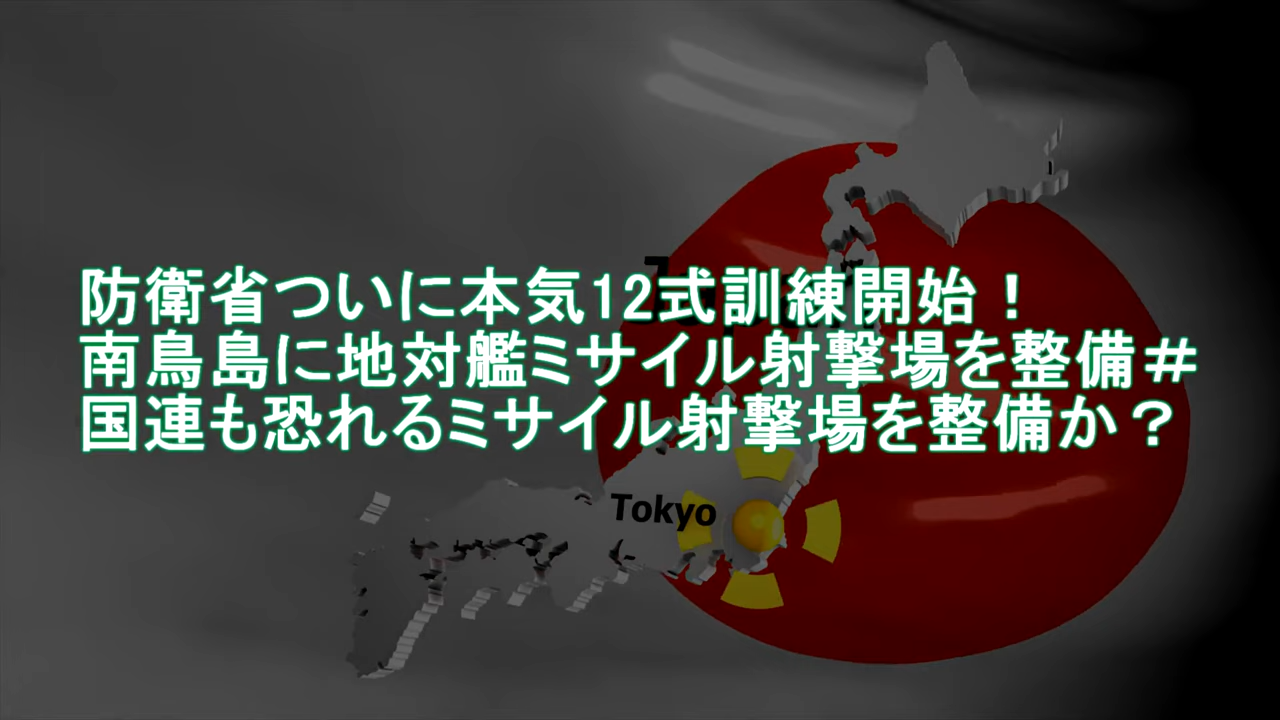 防衛省ついに本気12式訓練開始！
南鳥島に地対艦ミサイル射撃場を整備＃
国連も恐れるミサイル射撃場を整備か？
Tokyo